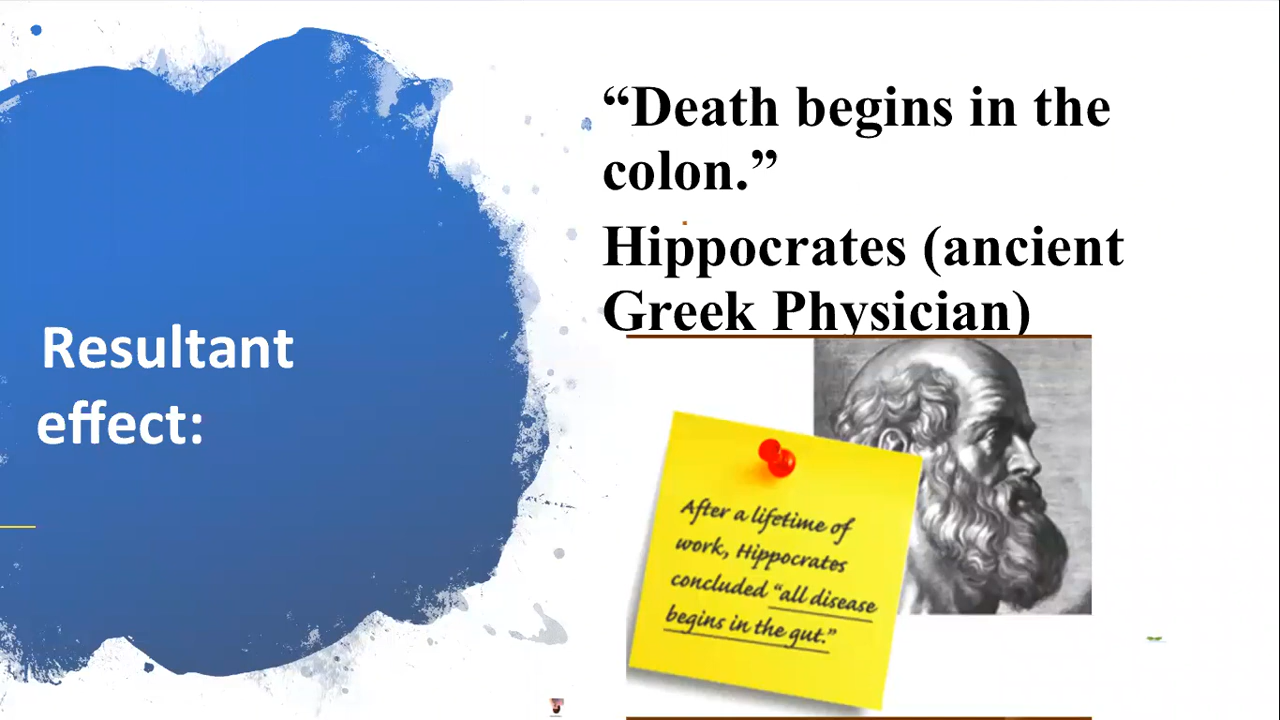 Resultant
effect:
“Death begins in the
colon.”
Hippocrates (ancient
Greek Physician)
After a lifetime of
work, Hippocrates
concluded “all disease
begins in the gut.”